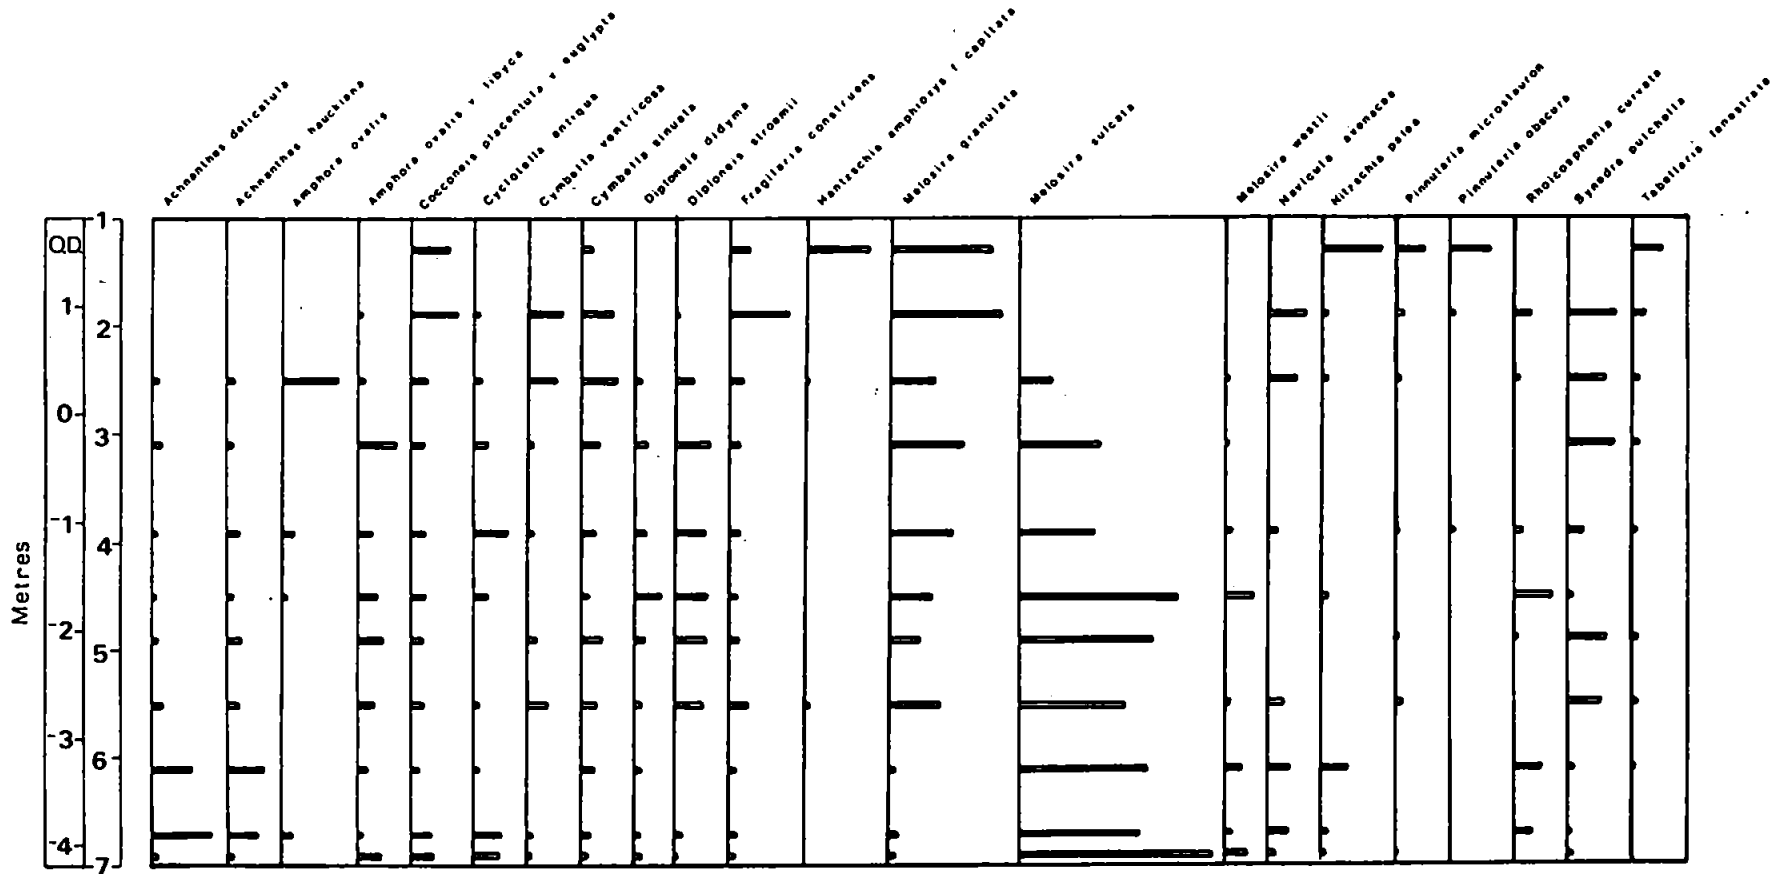 Achnanthes delicatula
Achnanthes hauckiana
Amphora ovalis
Amphora ovalis v libyca
Cocconeis placentula v euglypta
Cyclotella antiqua
Cymbella ventricosa
Cymbella sinuata
Diploneis didyma
Diploneis stroemii
Fragilaria construens
Hantzschia amphioxys f capitata
Melosira granulata
Melosira sulcata
Melosira westii
Navicula avenacea
Nitzschia palea
Pinnularia microstauron
Pinnularia obscura
Rhoicosphenia curvata
Synedra pulchella
Tabellaria fenestrata
OD
1
0
-1
-2
-3
-4
1
2
3
4
5
6
7
Metres